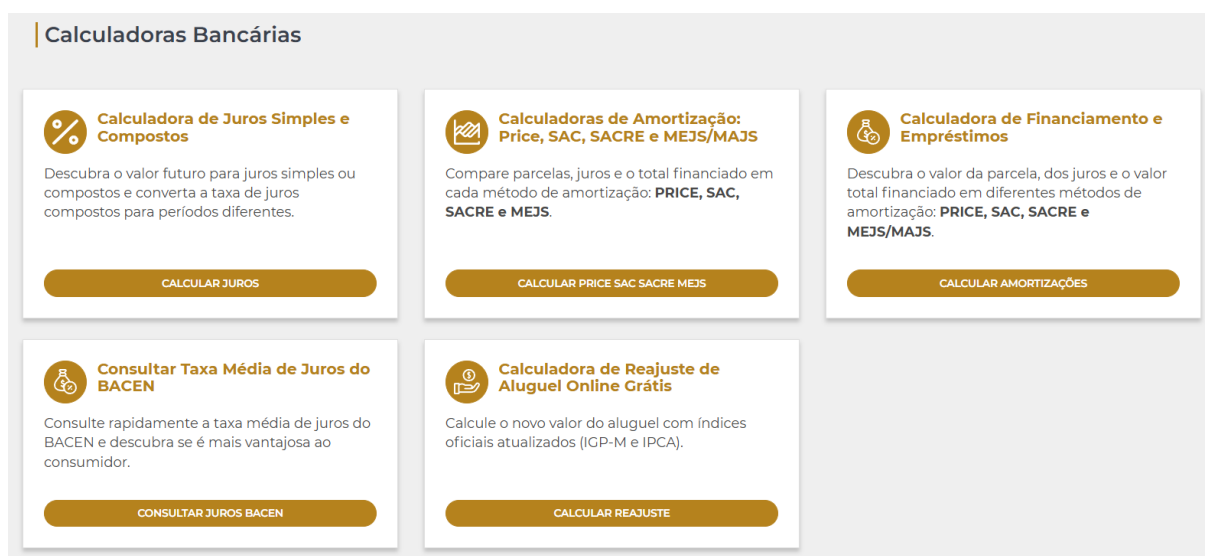 Calculadoras Bancárias
Calculadora de Juros Simples e
Compostos
Descubra o valor futuro para juros simples ou
compostos e converta a taxa de juros
compostos para períodos diferentes.
CALCULAR JUROS
Calculadoras de Amortização:
Price, SAC, SACRE e MEJS/MAJS
Compare parcelas, juros e o total financiado em
cada método de amortização: PRICE, SAC,
SACRE e MEJS.
CALCULAR PRICE SAC SACRE MEJS
Calculadora de Financiamento e
Empréstimos
Descubra o valor da parcela, dos juros e o valor
total financiado em diferentes métodos de
amortização: PRICE, SAC, SACRE e
MEJS/MAJS.
CALCULAR AMORTIZAÇÕES
Consultar Taxa Média de Juros do
BACEN
Consulte rapidamente a taxa média de juros do
BACEN e descubra se é mais vantajosa ao
consumidor.
CONSULTAR JUROS BACEN
Calculadora de Reajuste de
Aluguel Online Grátis
Calcule o novo valor do aluguel com índices
oficiais atualizados (IGP-M e IPCA).
CALCULAR REAJUSTE